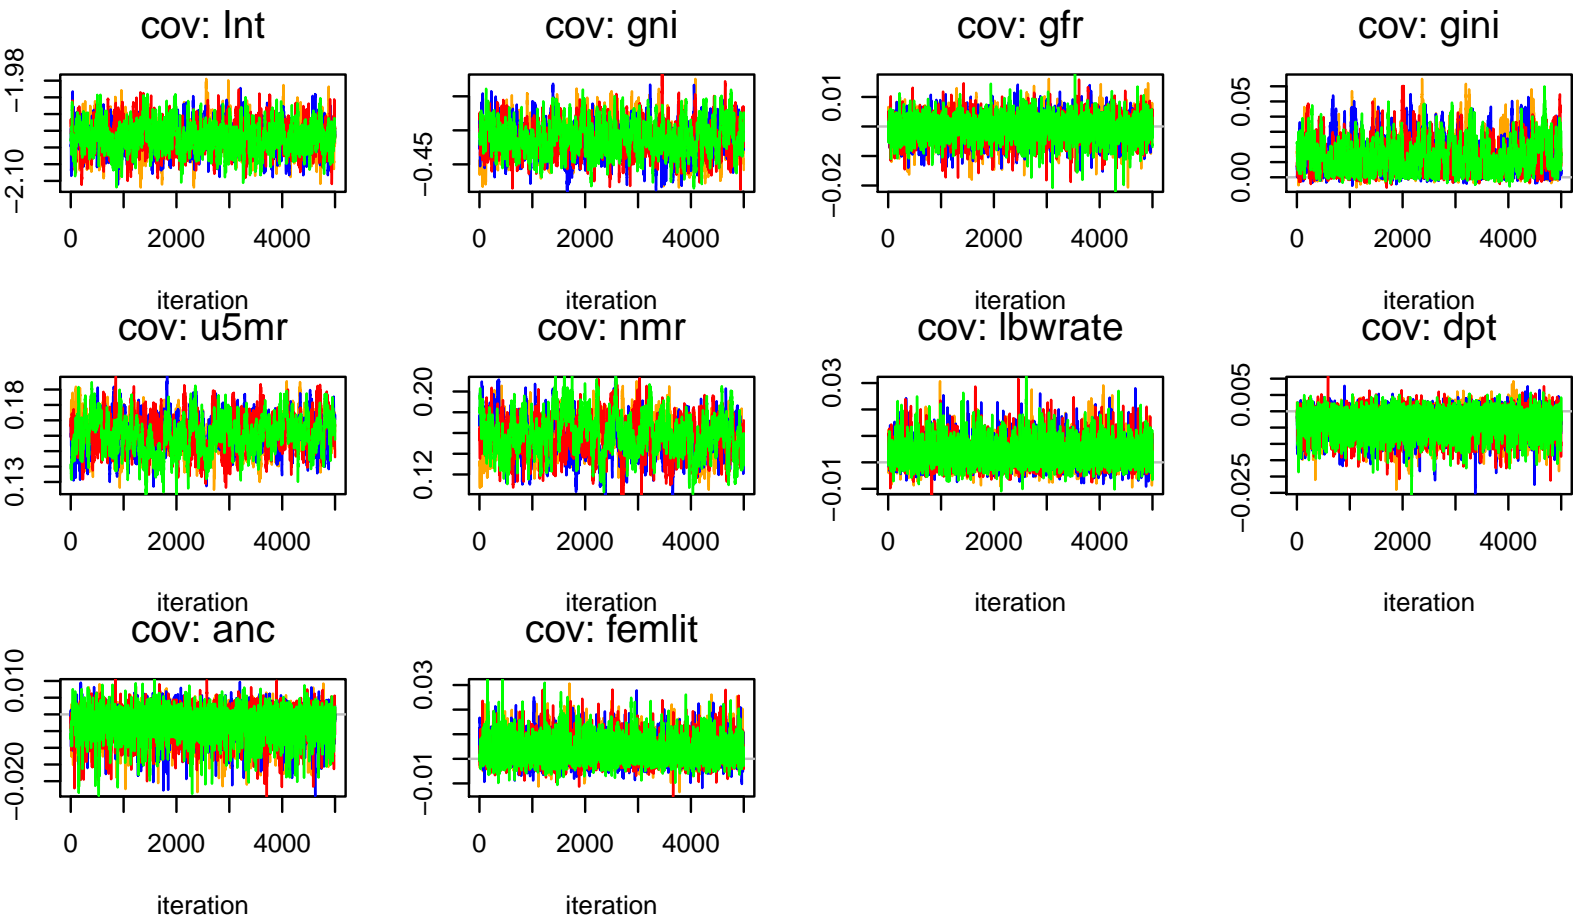 cov: Int
−1.98
−2.10
0 2000 4000
iteration
cov: gni
−0.45
0 2000 4000
iteration
cov: gfr
0.01
−0.02
0 2000 4000
iteration
cov: gini
0.05
0.00
0 2000 4000
iteration
cov: u5mr
0.18
0.13
0 2000 4000
iteration
cov: nmr
0.20
0.12
0 2000 4000
iteration
cov: lbwrate
0.03
−0.01
0 2000 4000
iteration
cov: dpt
0.005
−0.025
0 2000 4000
iteration
cov: anc
0.010
−0.020
0 2000 4000
iteration
cov: femlit
0.03
−0.01
0 2000 4000
iteration